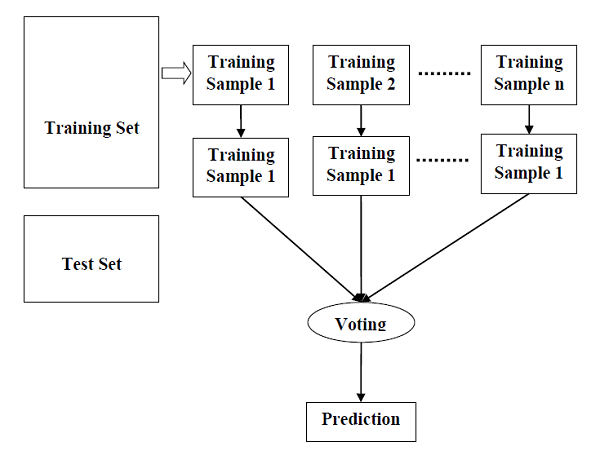 Training Set
Training
Sample 1
Training
Sample 2
Training
Sample n
Training
Sample 1
Training
Sample 1
Training
Sample 1
Test Set
Voting
Prediction